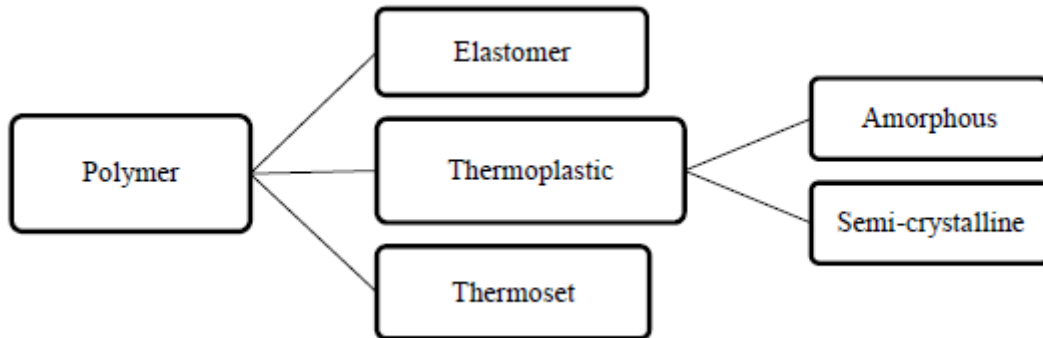 Polymer
Elastomer
Thermoplastic
Thermoset
Amorphous
Semi-crystalline